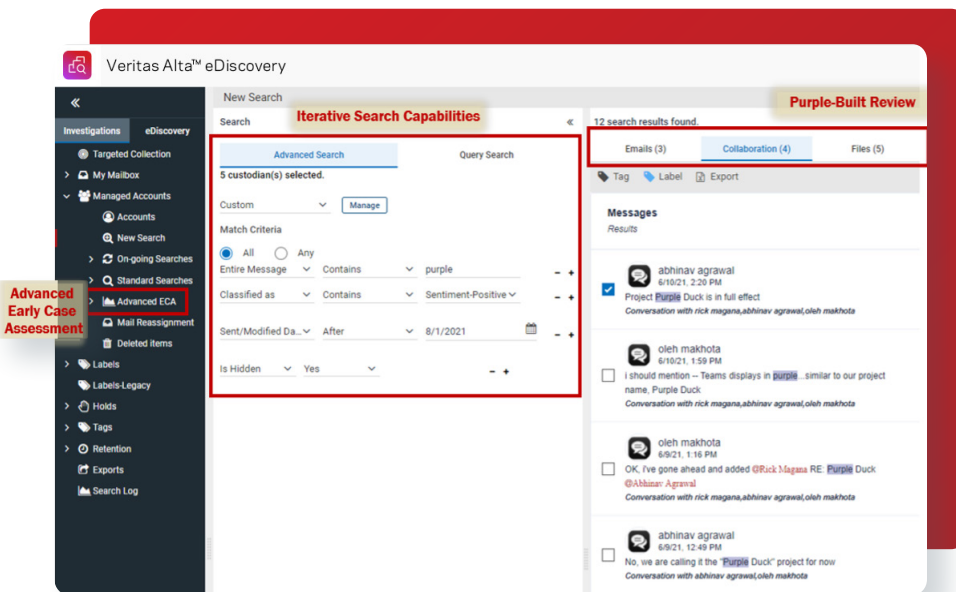 Veritas Alta™ eDiscovery
Investigations eDiscovery
Targeted Collection
My Mailbox
Managed Accounts
Accounts
New Search
On-going Searches
Standard Searches
Advanced ECA
Mail Reassignment
Deleted items
Labels
Labels-Legacy
Holds
Tags
Retention
Exports
Search Log
Advanced
Early Case
Assessment
New Search
Search
Iterative Search Capabilities
Advanced Search Query Search
5 custodian(s) selected.
Custom Manage
Match Criteria
All Any
Entire Message Contains purple - +
Classified as Contains Sentiment-Positive - +
Sent/Modified Da... After 8/1/2021 - +
Is Hidden Yes - +
Purple-Built Review
12 search results found.
Emails (3) Collaboration (4) Files (5)
Tag Label Export
Messages
Results
abhinav agrawal
6/10/21, 2:20 PM
Project Purple Duck is in full effect
Conversation with rick magana,abhinav agrawal,oleh makhota
oleh makhota
6/10/21, 1:59 PM
i should mention -- Teams displays in purple...similar to our project
name, Purple Duck
Conversation with rick magana,abhinav agrawal,oleh makhota
oleh makhota
6/9/21, 1:16 PM
OK, i've gone ahead and added @Rick Magana RE: Purple Duck
@Abhinav Agrawal
Conversation with rick magana,abhinav agrawal,oleh makhota
abhinav agrawal
6/9/21, 12:49 PM
No, we are calling it the "Purple Duck" project for now
Conversation with abhinav agrawal,oleh makhota